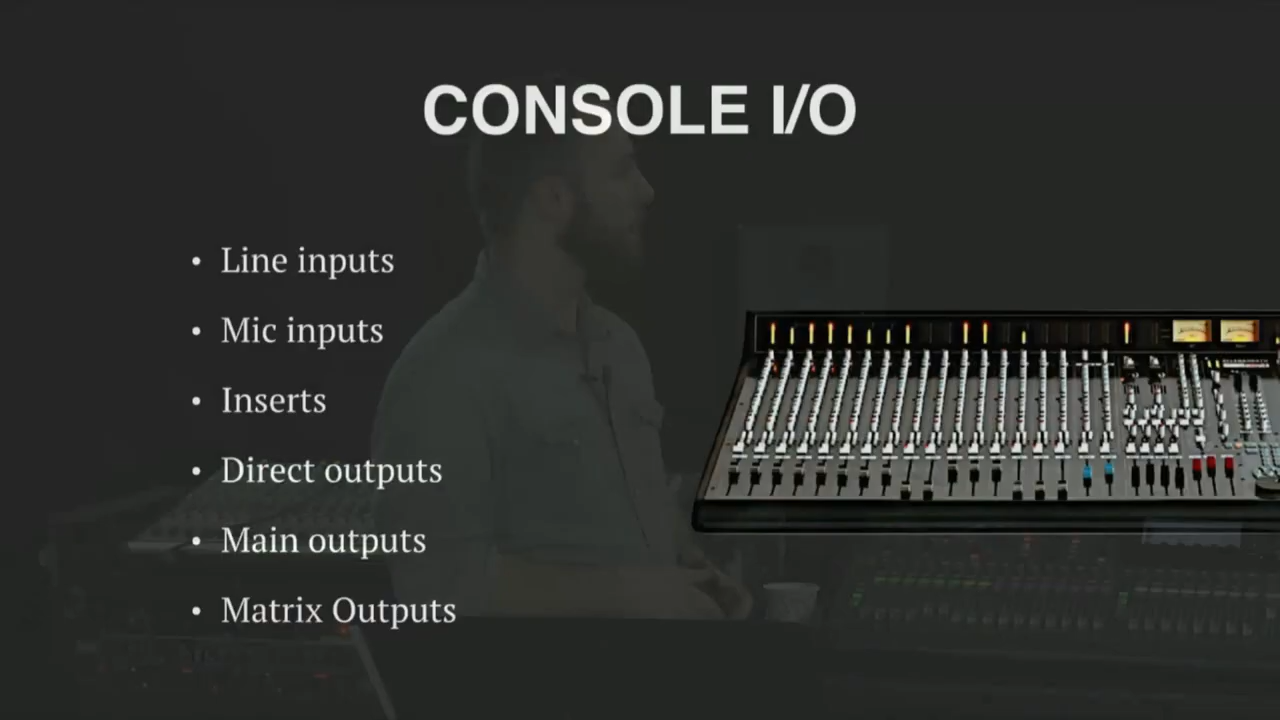 CONSOLE I/O
• Line inputs
• Mic inputs
• Inserts
• Direct outputs
• Main outputs
• Matrix Outputs